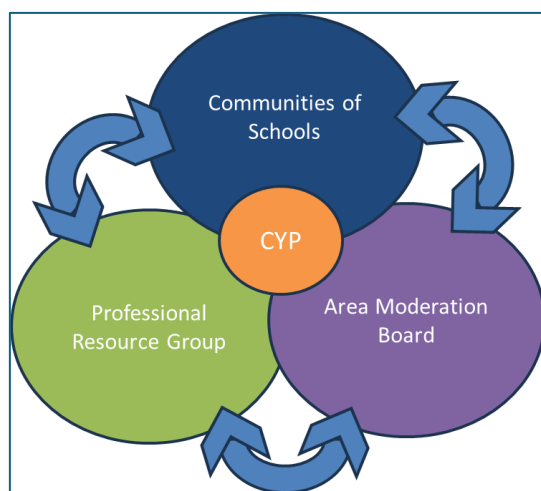 Communities of
Schools
CYP
Professional
Resource Group
Area Moderation
Board